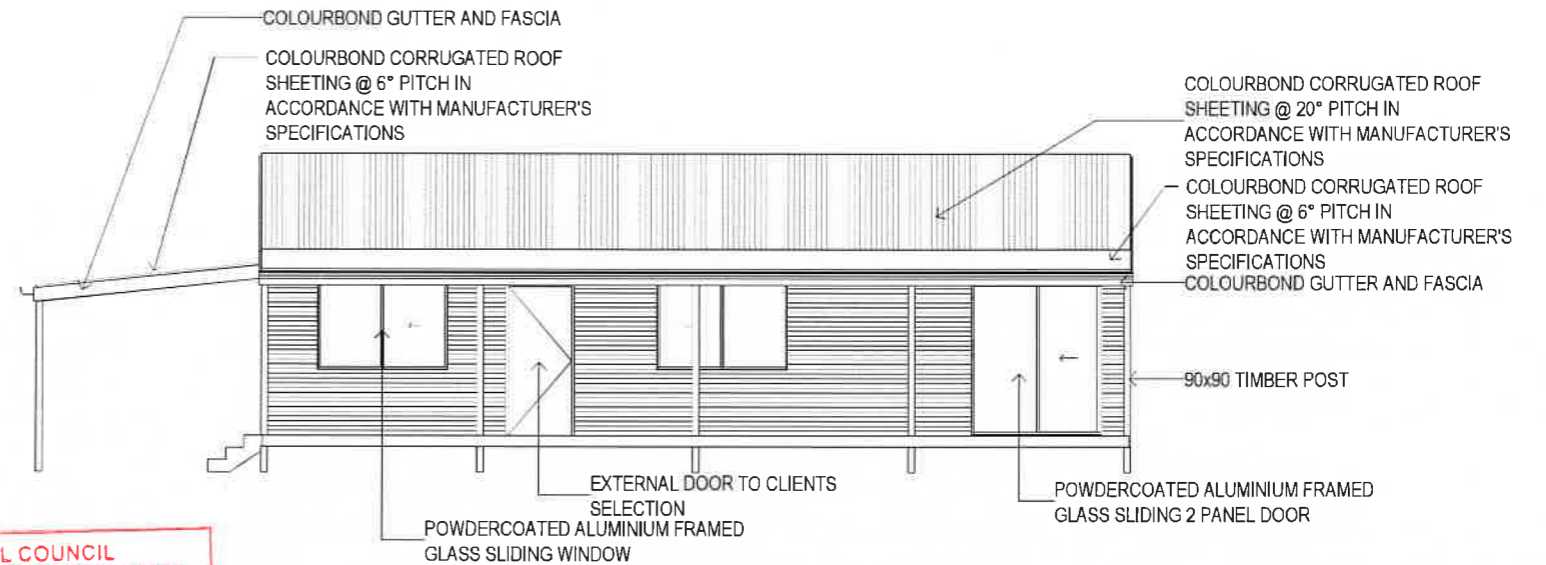 COLOURBOND GUTTER AND FASCIA
COLOURBOND CORRUGATED ROOF
SHEETING @ 6° PITCH IN
ACCORDANCE WITH MANUFACTURER'S
SPECIFICATIONS
COLOURBOND CORRUGATED ROOF
SHEETING @ 20° PITCH IN
ACCORDANCE WITH MANUFACTURER'S
SPECIFICATIONS
COLOURBOND CORRUGATED ROOF
SHEETING @ 6° PITCH IN
ACCORDANCE WITH MANUFACTURER'S
SPECIFICATIONS
COLOURBOND GUTTER AND FASCIA
90x90 TIMBER POST
EXTERNAL DOOR TO CLIENTS
SELECTION
POWDERCOATED ALUMINIUM FRAMED
GLASS SLIDING 2 PANEL DOOR
POWDERCOATED ALUMINIUM FRAMED
GLASS SLIDING WINDOW
L COUNCIL